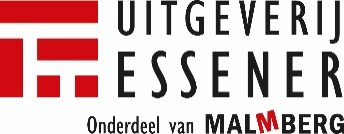 UITGEVERIJ
ESSENER
Onderdeel van MALMBERG